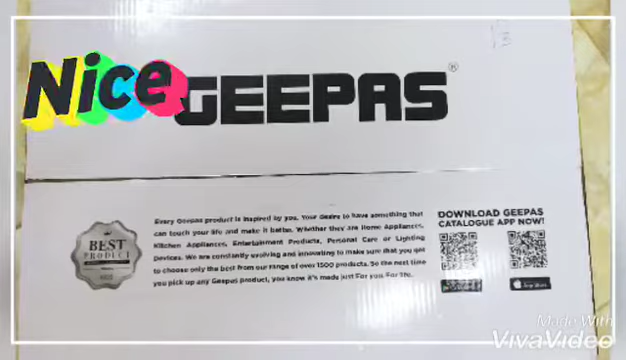 Nice
GEEPAS®
BEST
PRODUCT
Every Geepas product is inspired by you. Your desire to have something that
can touch your life and make it better. Whether they are Home Appliances,
Kitchen Appliances, Entertainment Products, Personal Care or Lighting
Devices. We are constantly evolving and innovating to make sure that you get
to choose only the best from our range of over 1500 products. So the next time
you pick up any Geepas product, you know it's made just For you. For life.
DOWNLOAD GEEPAS
CATALOGUE APP NOW!
App Store
Made With
VivaVideo